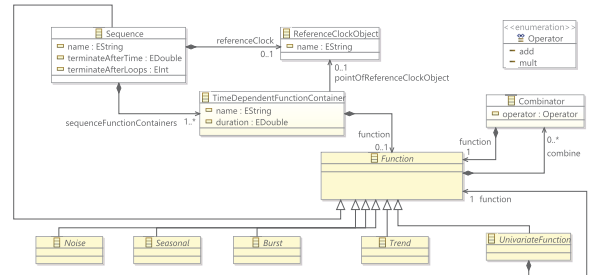 Sequence
name : EString
terminateAfterTime : EDouble
terminateAfterLoops : EInt
referenceClock
0..1
ReferenceClockObject
name : EString
<<enumeration>>
Operator
add
mult
0..1
pointOfReferenceClockObject
sequenceFunctionContainers
1..*
TimeDependentFunctionContainer
name : EString
duration : EDouble
Combinator
operator : Operator
function
0..1
function
1
0..*
combine
Function
1 function
Noise
Seasonal
Burst
Trend
UnivariateFunction